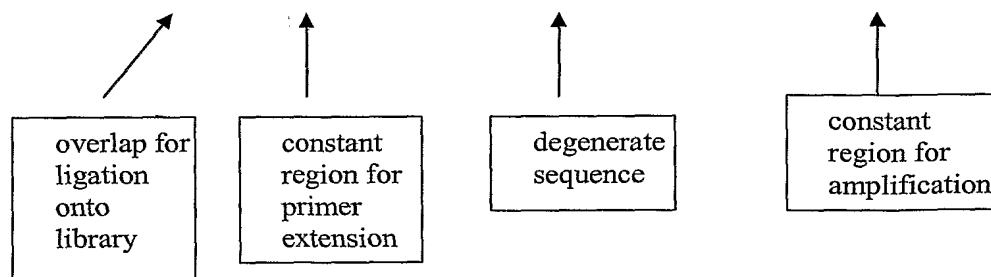 overlap for
ligation
onto
library
constant
region for
primer
extension
degenerate
sequence
constant
region for
amplification